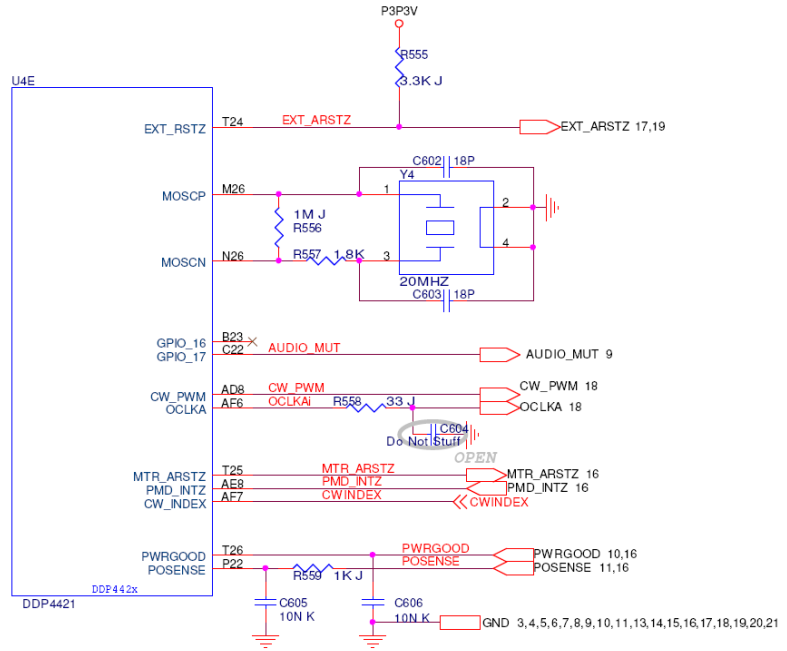 P3P3V
R555
3.3K J
U4E
EXT_RSTZ T24 EXT_ARSTZ EXT_ARSTZ 17,19
C602 18P
Y4
MOSCP M26 1
2
1M J
R556
4
MOSCN N26 R557 1.8K 3
20MHZ
C603 18P
GPIO_16 B23
GPIO_17 C22 AUDIO_MUT AUDIO_MUT 9
CW_PWM AD8 CW_PWM CW_PWM 18
OCLKA AF6 OCLKAi R558 33 J OCLKA 18
C604
Do Not Stuff
OPEN
MTR_ARSTZ T25 MTR_ARSTZ MTR_ARSTZ 16
PMD_INTZ AE8 PMD_INTZ PMD_INTZ 16
CW_INDEX AF7 CWINDEX CWINDEX
PWRGOOD T26 PWRGOOD PWRGOOD 10,16
POSENSE P22 POSENSE POSENSE 11,16
R559 1K J
DDP442x
DDP4421
C605 C606
10N K 10N K
GND 3,4,5,6,7,8,9,10,11,13,14,15,16,17,18,19,20,21